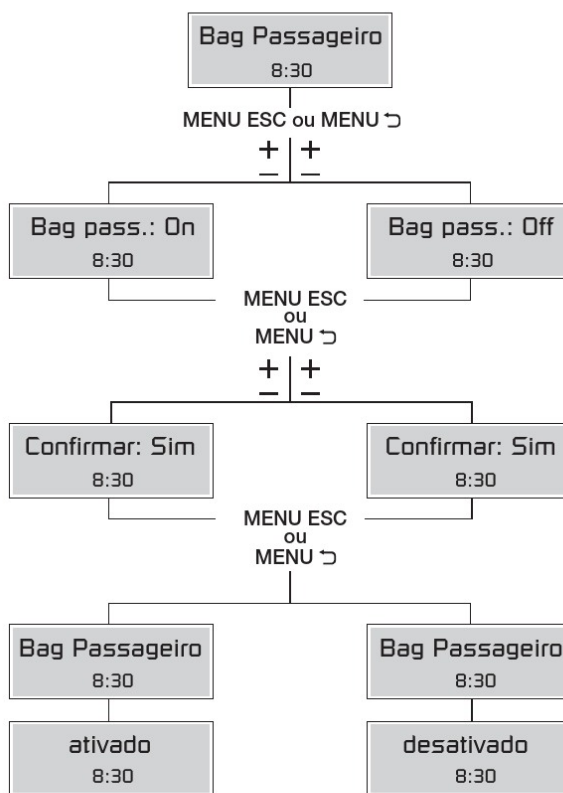 Bag Passageiro
8:30
MENU ESC ou MENU ⮌
+ +
− −
Bag pass.: On
8:30
Bag pass.: Off
8:30
MENU ESC
ou
MENU ⮌
+ +
− −
Confirmar: Sim
8:30
Confirmar: Sim
8:30
MENU ESC
ou
MENU ⮌
Bag Passageiro
8:30
Bag Passageiro
8:30
ativado
8:30
desativado
8:30